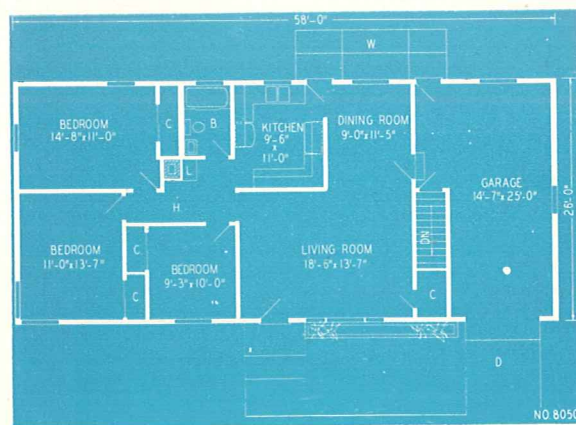 58'-0"
W
BEDROOM
14'-8"x11'-0"
C
B.
KITCHEN
9'-6"
x
11'-0"
DINING ROOM
9'-0"x11'-5"
L
GARAGE
14'-7"x25'-0"
26'-0"
H.
BEDROOM
11'-0"x13'-7"
C
C
BEDROOM
9'-3"x10'-0"
LIVING ROOM
18'-6"x13'-7"
DN
C
D
NO. 8050